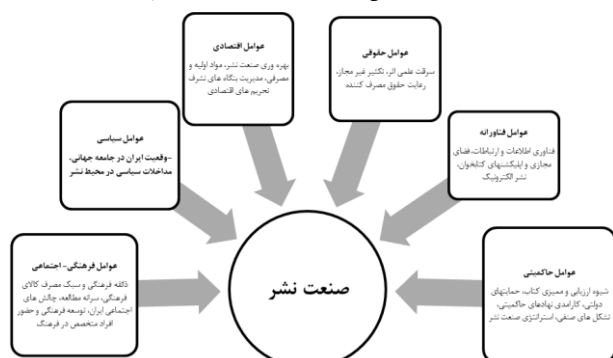 عوامل اقتصادی
بهره وری صنعت نشر، مواد اولیه و
مصرفی، مدیریت بنگاه های نشرف
تحریم های اقتصادی
عوامل حقوقی
سرقت علمی اثر، تکثیر غیر مجاز،
رعایت حقوق مصرف کننده
عوامل سیاسی
-وقعیت ایران در جامعه جهانی،
مداخلات سیاسی در محیط نشر
عوامل فناورانه
فناوری اطلاعات و ارتباطات،فضای
مجازی و اپلیکشنهای کتابخوان،
نشر الکترونیک
عوامل فرهنگی- اجتماعی
ذائقه فرهنگی و سبک مصرف کالای
فرهنگی، سرانه مطالعه، چالش های
اجتماعی ایران، توسعه فرهنگی و حضور
افراد متخصص در فرهنگ
صنعت نشر
عوامل حاکمیتی
شیوه ارزیابی و ممیزی کتاب، حمایتهای
دولتی، کارامدی نهادهای حاکمیتی،
تشکل های صنفی، استراتژی صنعت نشر